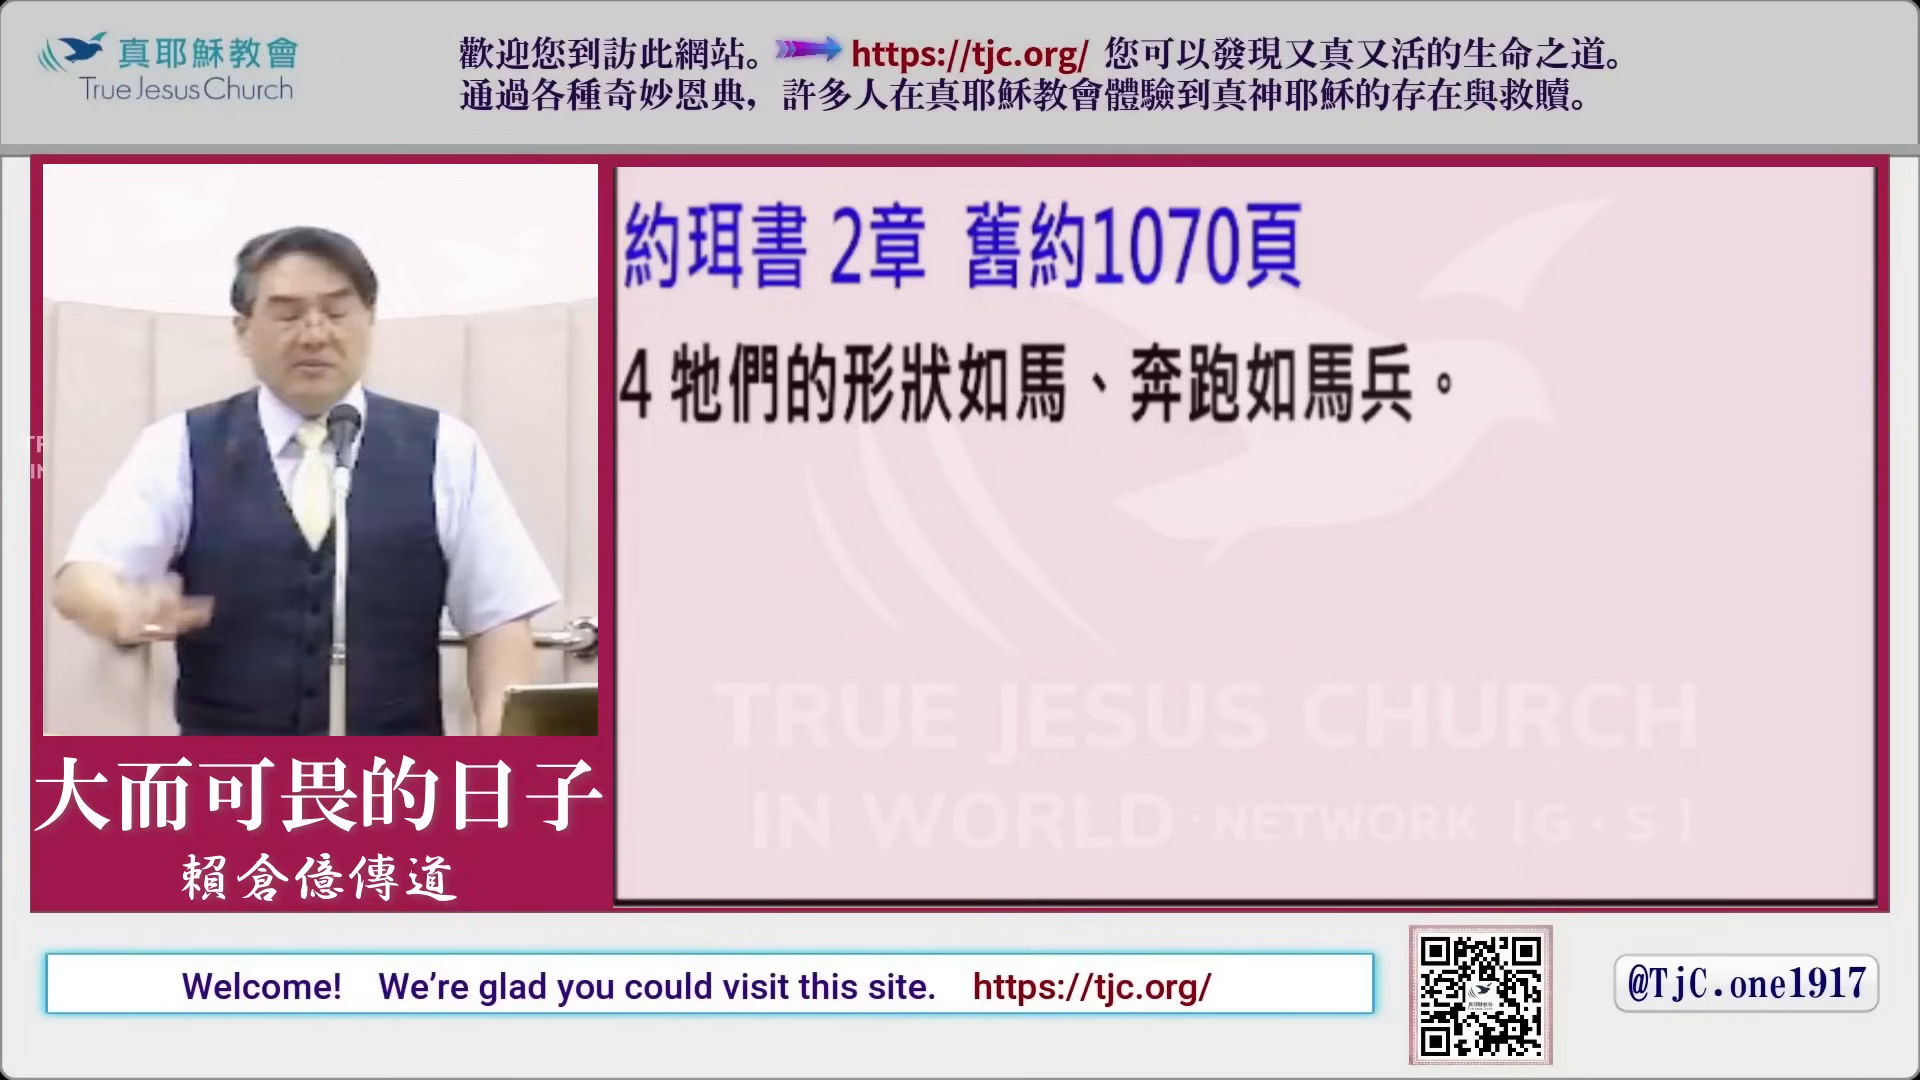 真耶穌教會
True Jesus Church
歡迎您到訪此網站。 https://tjc.org/ 您可以發現又真又活的生命之道。
通過各種奇妙恩典，許多人在真耶穌教會體驗到真神耶穌的存在與救贖。
約珥書 2章 舊約1070頁
4 牠們的形狀如馬、奔跑如馬兵。
TRUE JESUS CHURCH
IN WORLD · NETWORK |G · S|
大而可畏的日子
賴倉億傳道
Welcome! We’re glad you could visit this site. https://tjc.org/
@TjC.one1917